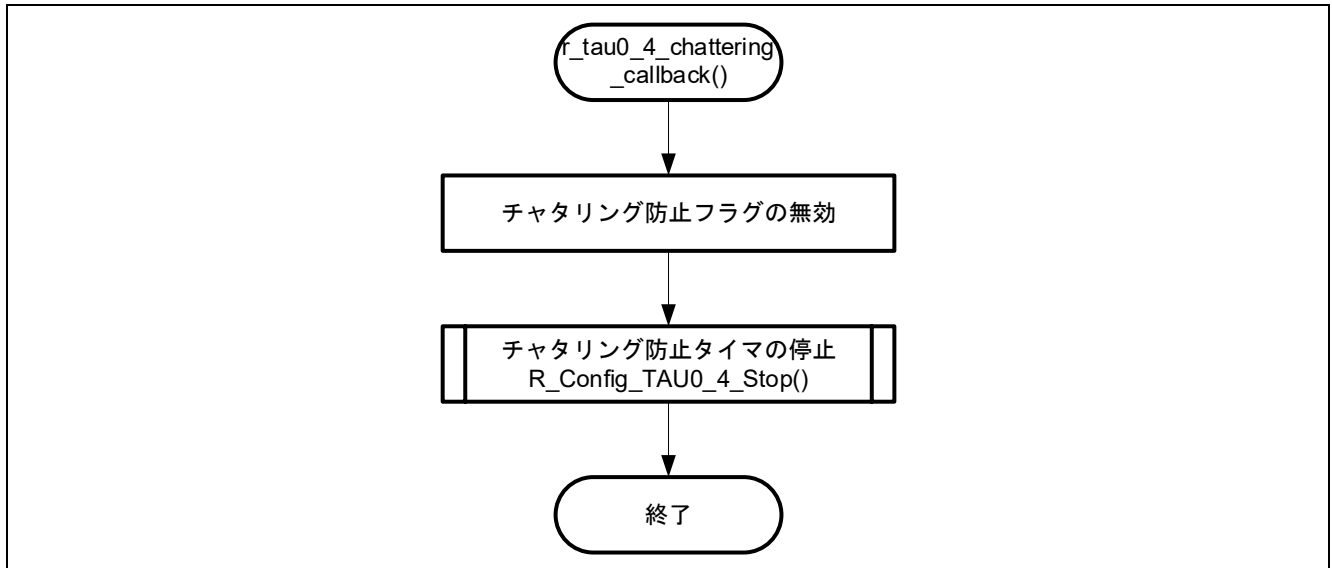 r_tau0_4_chattering
_callback()
チャタリング防止フラグの無効
チャタリング防止タイマの停止
R_Config_TAU0_4_Stop()
終了